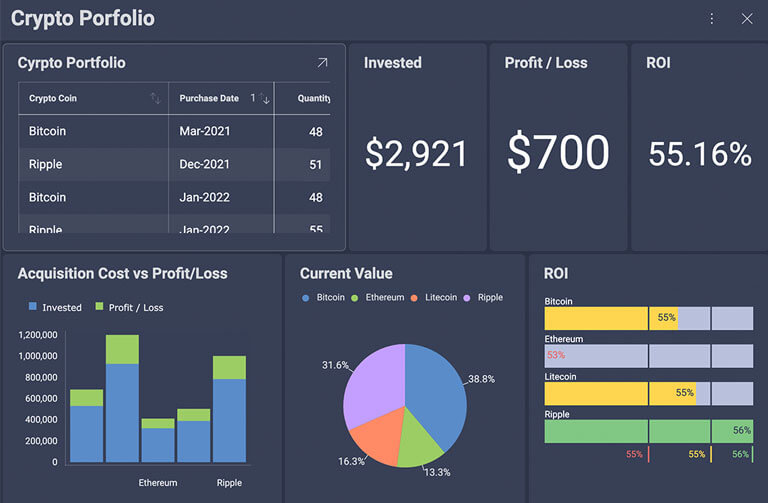 Crypto Porfolio
Cyrpto Portfolio
Crypto Coin Purchase Date 1 Quantity
Bitcoin Mar-2021 48
Ripple Dec-2021 51
Bitcoin Jan-2022 48
Ripple Jan-2022 55
Invested
$2,921
Profit / Loss
$700
ROI
55.16%
Acquisition Cost vs Profit/Loss
Invested Profit / Loss
1,200,000
1,000,000
800,000
600,000
400,000
200,000
0
Ethereum Ripple
Current Value
Bitcoin Ethereum Litecoin Ripple
31.6%
38.8%
16.3%
13.3%
ROI
Bitcoin
55%
Ethereum
53%
Litecoin
55%
Ripple
56%
55% 55% 56%